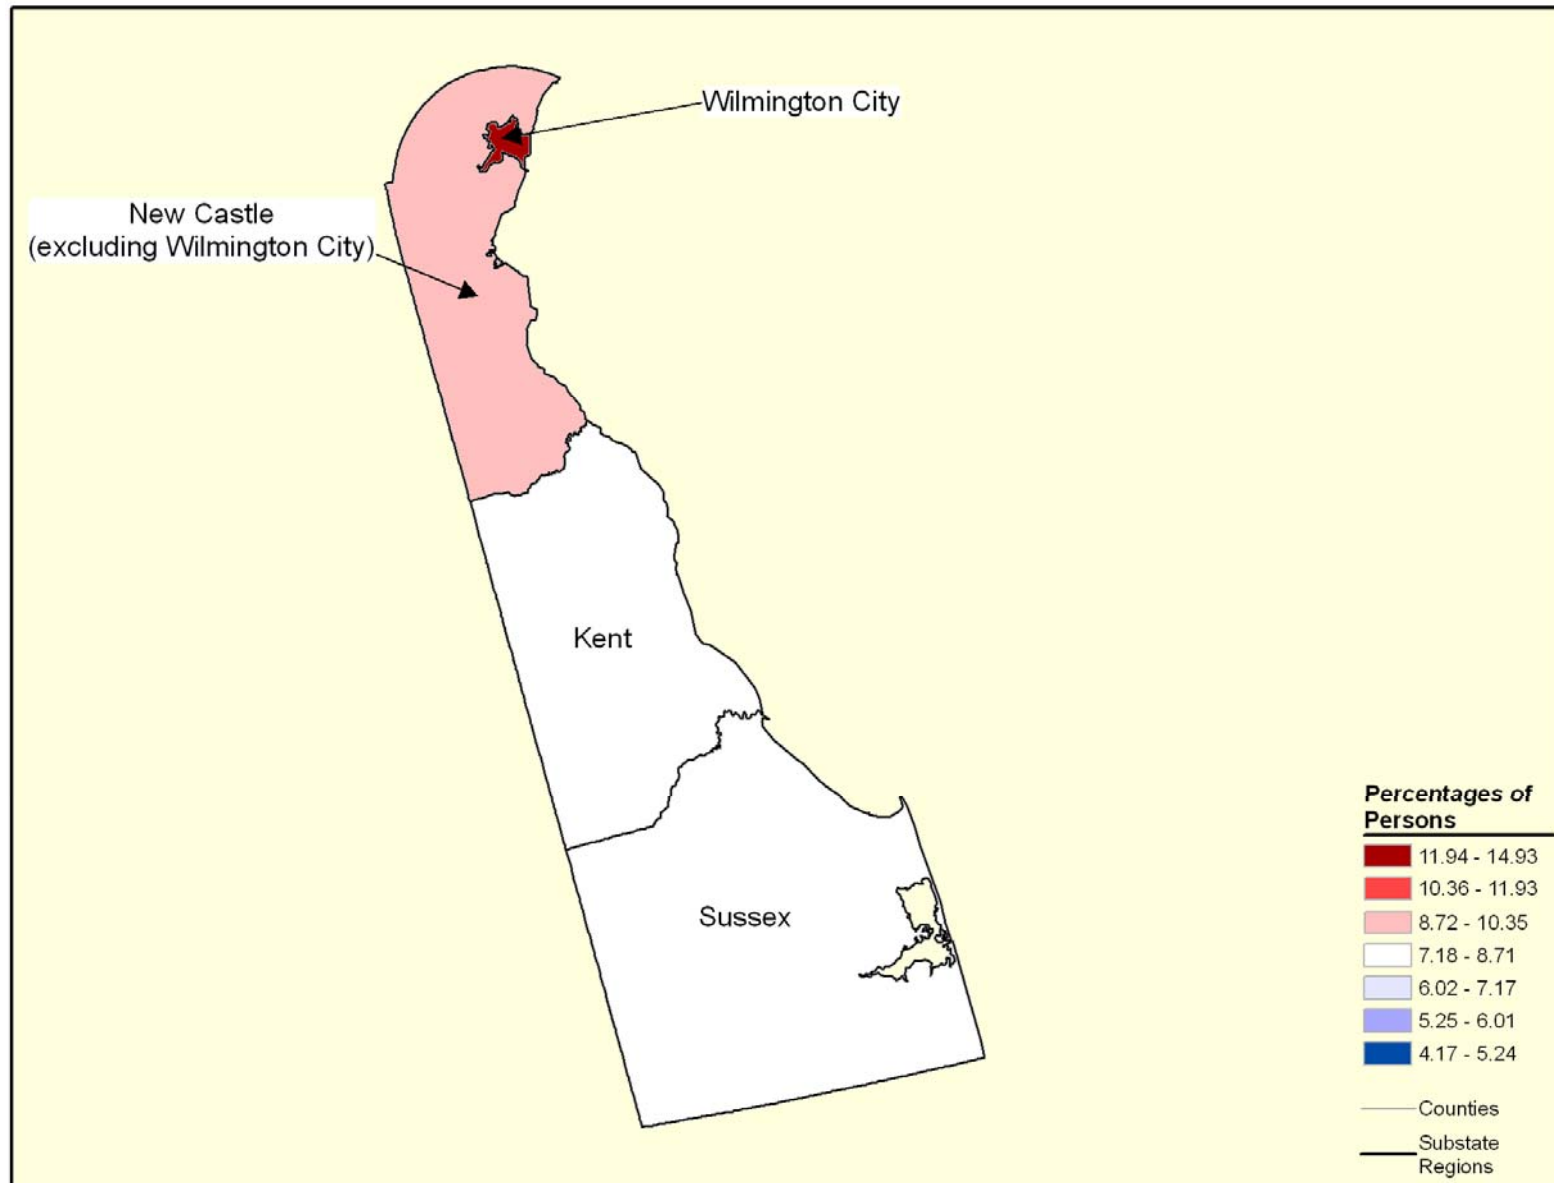 Wilmington City
New Castle
(excluding Wilmington City)
Kent
Sussex
Percentages of
Persons
11.94 - 14.93
10.36 - 11.93
8.72 - 10.35
7.18 - 8.71
6.02 - 7.17
5.25 - 6.01
4.17 - 5.24
Counties
Substate
Regions